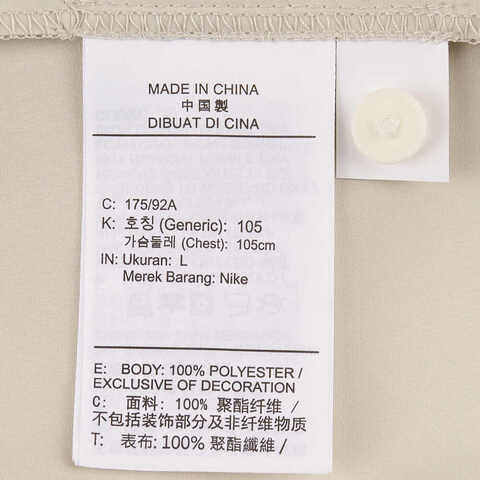 MADE IN CHINA
中国製
DIBUAT DI CINA
C: 175/92A
K: 호칭 (Generic): 105
가슴둘레 (Chest): 105cm
IN: Ukuran: L
Merek Barang: Nike
E: BODY: 100% POLYESTER /
EXCLUSIVE OF DECORATION
C: 面料: 100% 聚酯纤维 /
不包括装饰部分及非纤维物质
T: 表布: 100% 聚酯纖維 /